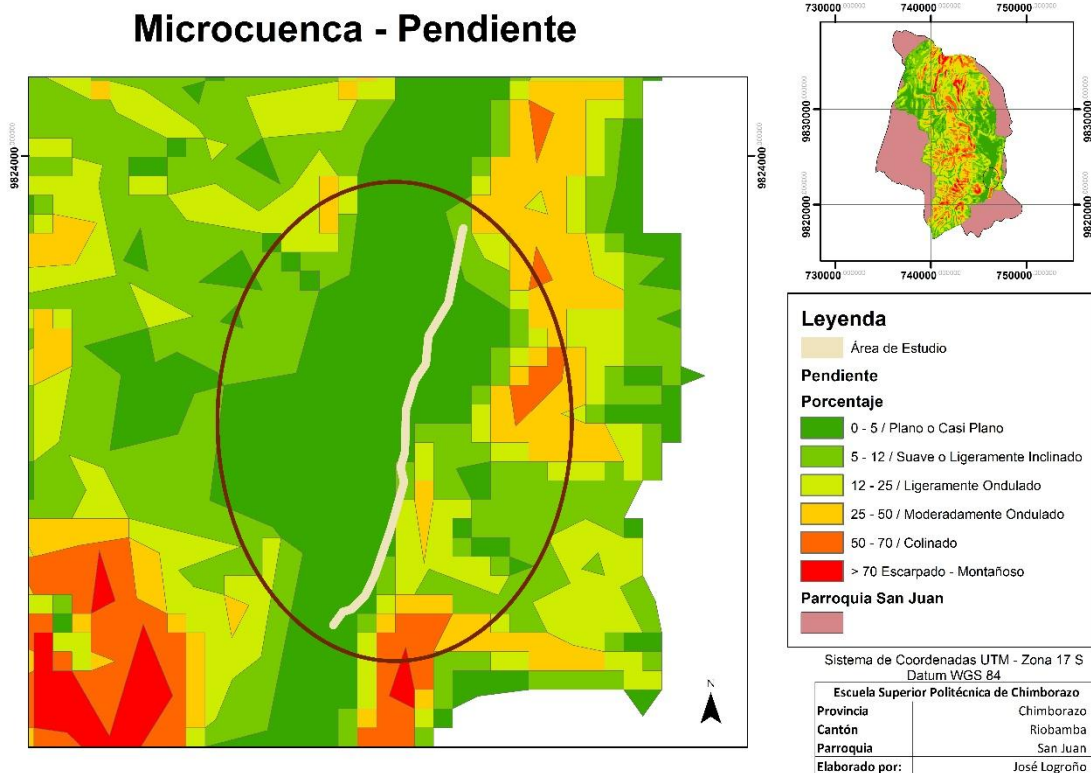 Microcuenca - Pendiente
9824000
9824000
N
730000
740000
750000
9830000
9830000
9820000
9820000
730000
740000
750000
Leyenda
Área de Estudio
Pendiente
Porcentaje
0 - 5 / Plano o Casi Plano
5 - 12 / Suave o Ligeramente Inclinado
12 - 25 / Ligeramente Ondulado
25 - 50 / Moderadamente Ondulado
50 - 70 / Colinado
> 70 Escarpado - Montañoso
Parroquia San Juan
Sistema de Coordenadas UTM - Zona 17 S
Datum WGS 84
Escuela Superior Politécnica de Chimborazo
Provincia Chimborazo
Cantón Riobamba
Parroquia San Juan
Elaborado por: José Logroño